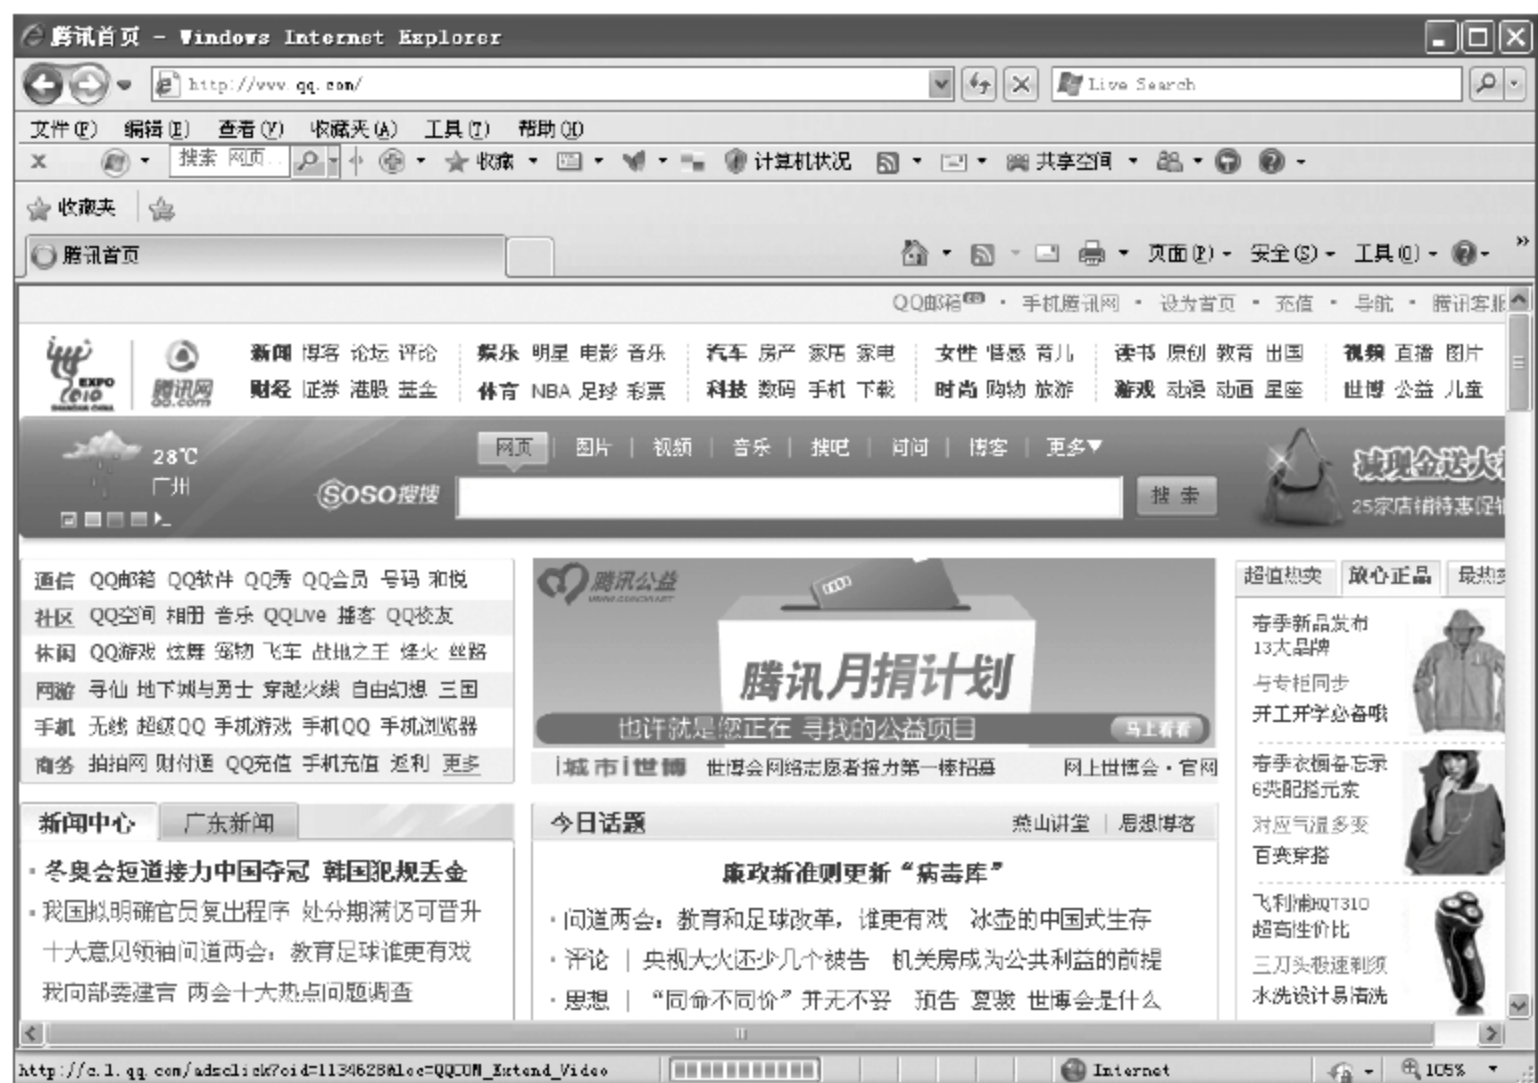 腾讯首页 - Windows Internet Explorer
http://www.qq.com/ Live Search
文件(F) 编辑(E) 查看(V) 收藏夹(A) 工具(T) 帮助(H)
搜索 网页... 收藏 计算机状况 共享空间
收藏夹
腾讯首页 页面(P) 安全(S) 工具(O) »
QQ邮箱 · 手机腾讯网 · 设为首页 · 充值 · 导航 · 腾讯客服
新闻 博客 论坛 评论 娱乐 明星 电影 音乐 汽车 房产 家居 家电 女性 情感 育儿 读书 原创 教育 出国 视频 直播 图片
EXPO 2010 SHANGHAI CHINA 腾讯网 QQ.com
财经 证券 港股 基金 体育 NBA 足球 彩票 科技 数码 手机 下载 时尚 购物 旅游 游戏 动漫 动画 星座 世博 公益 儿童
28℃ 网页 图片 | 视频 | 音乐 | 搜吧 | 问问 | 博客 | 更多▼
减现金送大
广州 SOSO搜搜 搜 索
25家店铺特惠促
通信 QQ邮箱 QQ软件 QQ秀 QQ会员 号码 和悦
社区 QQ空间 相册 音乐 QQLive 播客 QQ校友
休闲 QQ游戏 炫舞 宠物 飞车 战地之王 烽火 丝路
网游 寻仙 地下城与勇士 穿越火线 自由幻想 三国
手机 无线 超级QQ 手机游戏 手机QQ 手机浏览器
商务 拍拍网 财付通 QQ充值 手机充值 返利 更多
腾讯公益
腾讯月捐计划
也许就是您正在 寻找的公益项目 马上看看
i城市i世博 世博会网络志愿者接力第一棒招募 网上世博会·官网
超值热卖 放心正品 最热卖
春季新品发布
13大品牌
与专柜同步
开工开学必备哦
春季衣橱备忘录
6类配搭元素
对应气温多变
百变穿搭
飞利浦HQT310
超高性价比
三刀头极速剃须
水洗设计易清洗
新闻中心 广东新闻
· 冬奥会短道接力中国夺冠 韩国犯规丢金
· 我国拟明确官员复出程序 处分期满仍可晋升
十大意见领袖问道两会：教育足球谁更有戏
我向部委建言 两会十大热点问题调查
今日话题 燕山讲堂 | 思想博客
廉政新准则更新“病毒库”
· 问道两会：教育和足球改革，谁更有戏 冰壶的中国式生存
· 评论 | 央视大火还少几个被告 机关房成为公共利益的前提
· 思想 | “同命不同价”并无不妥 预告 夏骏 世博会是什么
http://c.l.qq.com/adsclick?oid=1134628&loc=QQCOM_Extend_Video Internet 105%